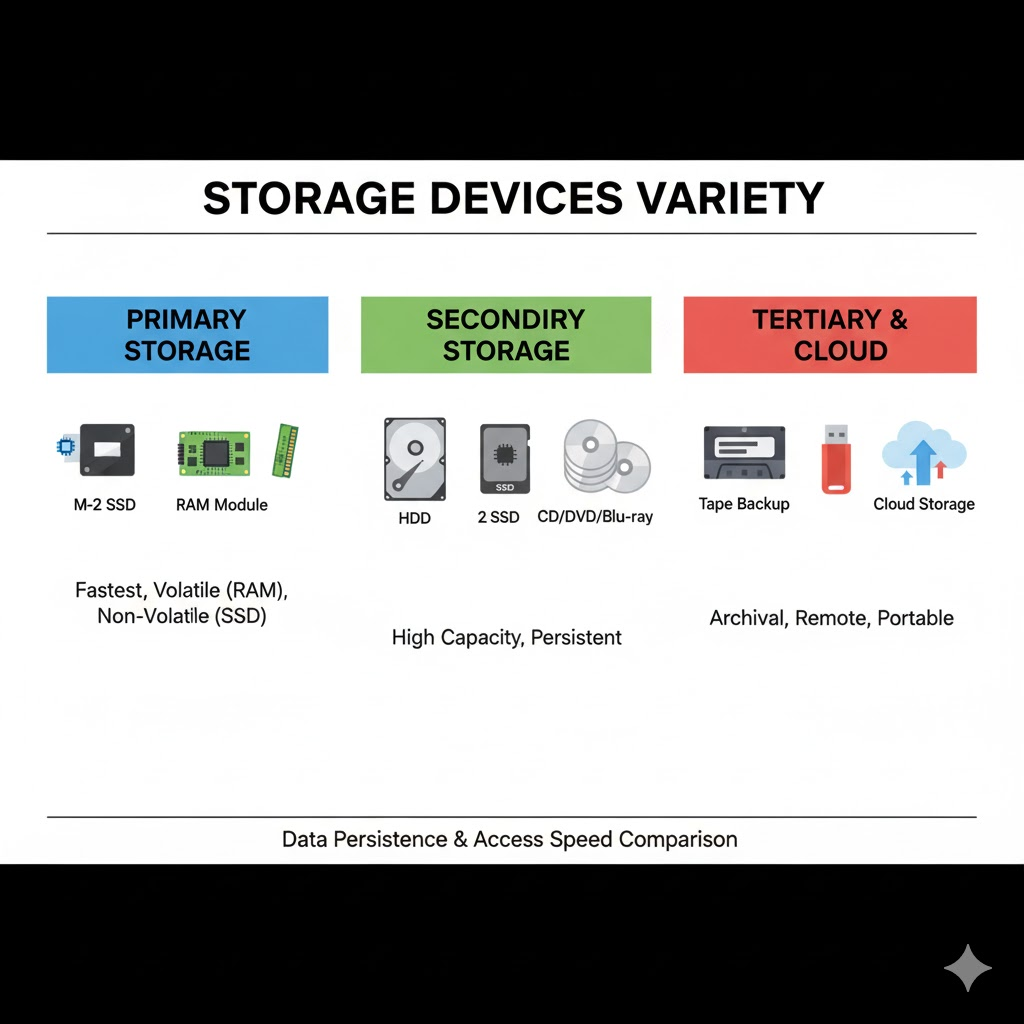 STORAGE DEVICES VARIETY
PRIMARY
STORAGE
M-2 SSD
RAM Module
Fastest, Volatile (RAM),
Non-Volatile (SSD)
SECONDIRY
STORAGE
SSD
HDD
2 SSD
CD/DVD/Blu-ray
High Capacity, Persistent
TERTIARY &
CLOUD
Tape Backup
Cloud Storage
Archival, Remote, Portable
Data Persistence & Access Speed Comparison